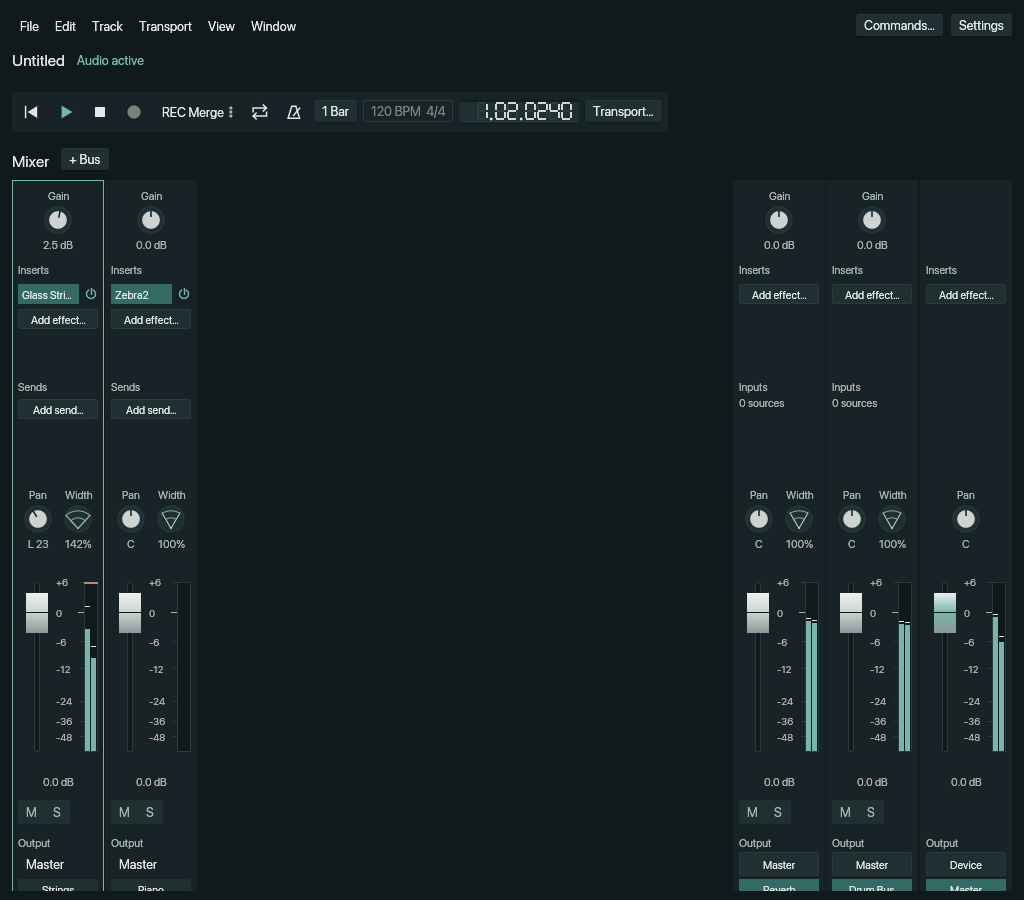 File Edit Track Transport View Window Commands... Settings
Untitled Audio active
REC Merge 1 Bar 120 BPM 4/4 1.02.0240 Transport...
Mixer + Bus
Gain Gain Gain Gain
2.5 dB 0.0 dB 0.0 dB 0.0 dB
Inserts Inserts Inserts Inserts Inserts
Glass Stri... Zebra2 Add effect... Add effect... Add effect...
Add effect... Add effect...
Sends Sends Inputs Inputs
Add send... Add send... 0 sources 0 sources
Pan Width Pan Width Pan Width Pan Width Pan
L 23 142% C 100% C 100% C 100% C
+6 +6 +6 +6 +6
0 0 0 0 0
-6 -6 -6 -6 -6
-12 -12 -12 -12 -12
-24 -24 -24 -24 -24
-36 -36 -36 -36 -36
-48 -48 -48 -48 -48
0.0 dB 0.0 dB 0.0 dB 0.0 dB 0.0 dB
M S M S M S M S
Output Output Output Output Output
Master Master Master Master Device
Strings Piano Reverb Drum Bus Master